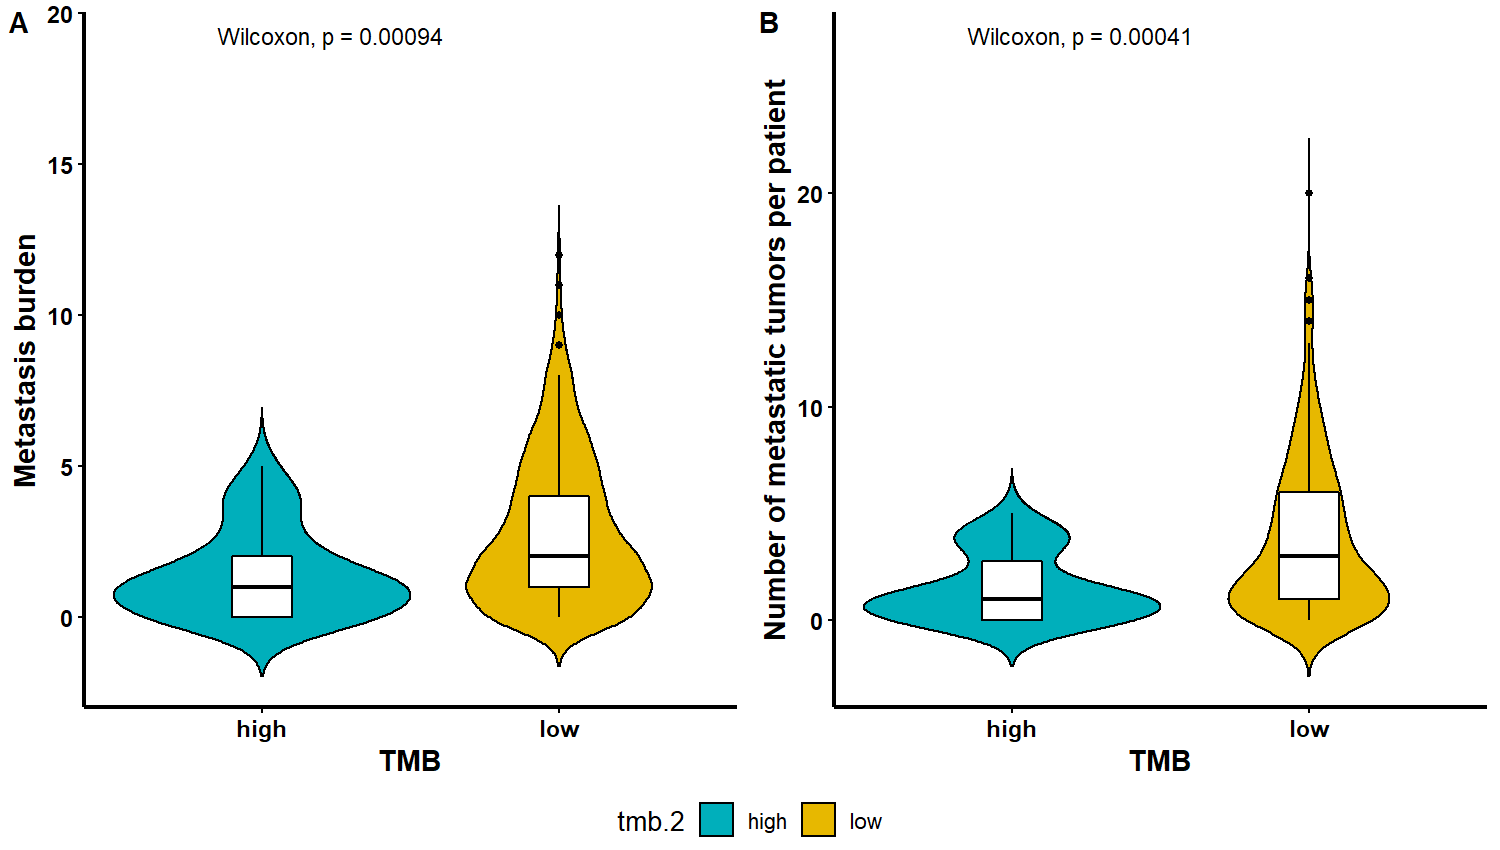 A
Wilcoxon, p = 0.00094
Metastasis burden
20
15
10
5
0
high
low
TMB
B
Wilcoxon, p = 0.00041
Number of metastatic tumors per patient
20
10
0
high
low
TMB
tmb.2 high low